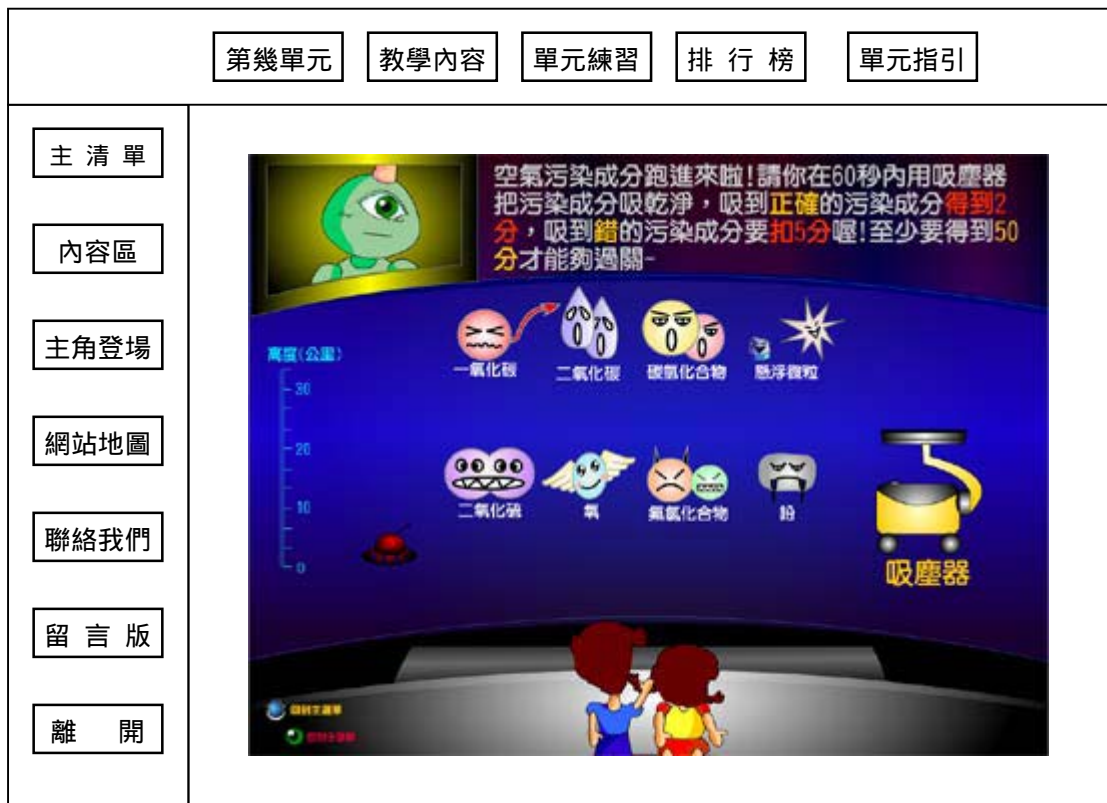 第幾單元
教學內容
單元練習
排行榜
單元指引
主清單
內容區
主角登場
網站地圖
聯絡我們
留言版
離開
空氣污染成分跑進來啦!請你在60秒內用吸塵器
把污染成分吸乾淨，吸到正確的污染成分得到2
分，吸到錯的污染成分要扣5分喔!至少要得到50
分才能夠過關~
高度(公里)
30
20
10
0
一氧化碳
二氧化碳
碳氫化合物
懸浮微粒
二氧化硫
氧
氟氯化合物
鉛
吸塵器
回到主選單